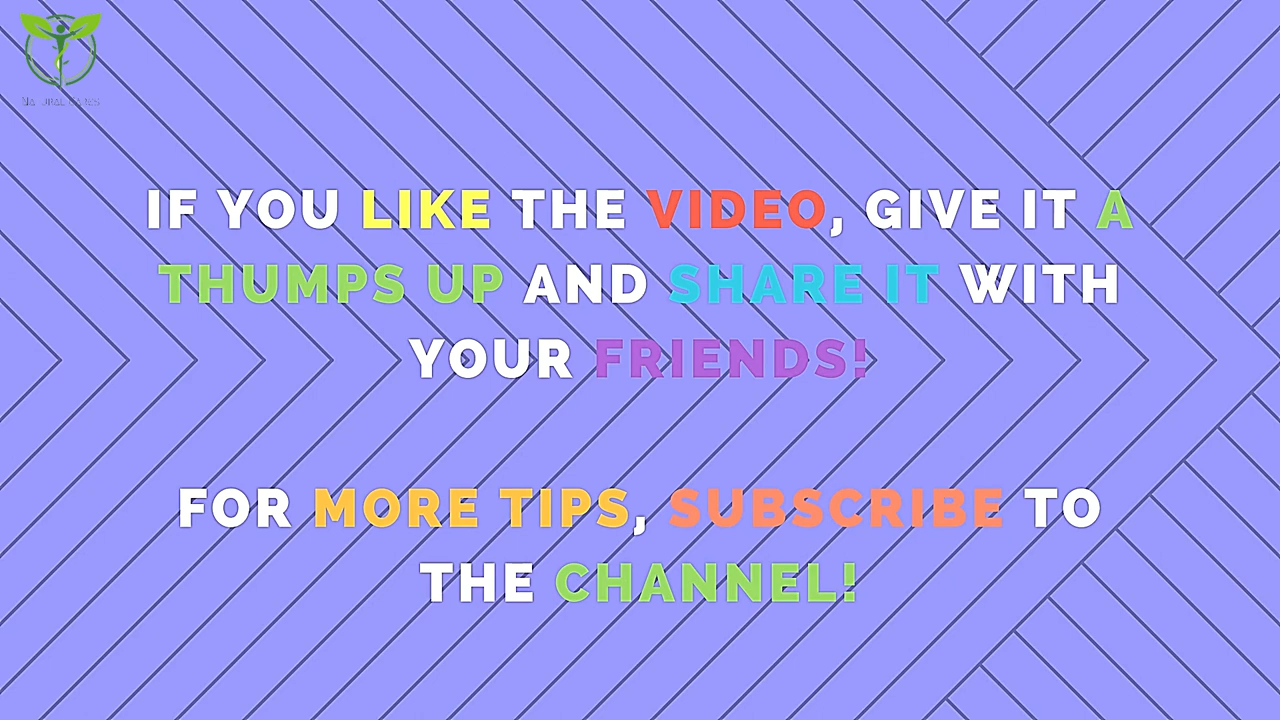 IF YOU LIKE THE VIDEO, GIVE IT A
THUMPS UP AND SHARE IT WITH
YOUR FRIENDS!
FOR MORE TIPS, SUBSCRIBE TO
THE CHANNEL!